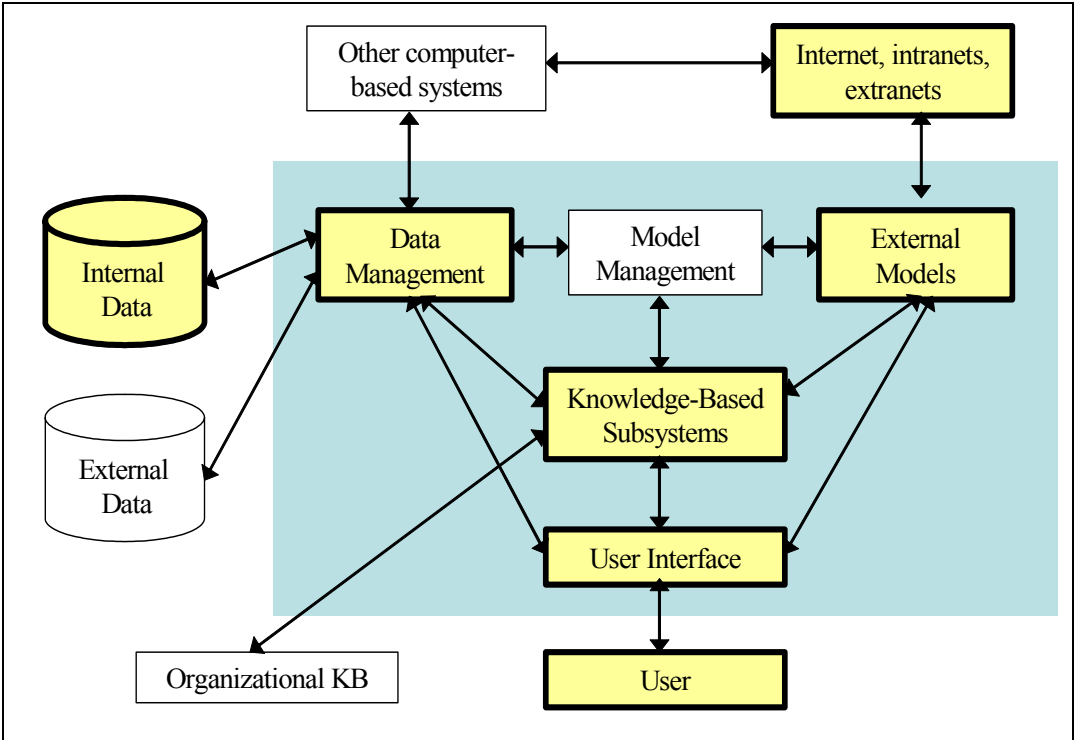 Other computer-
based systems
Internet, intranets,
extranets
Internal
Data
Data
Management
Model
Management
External
Models
External
Data
Knowledge-Based
Subsystems
User Interface
Organizational KB
User